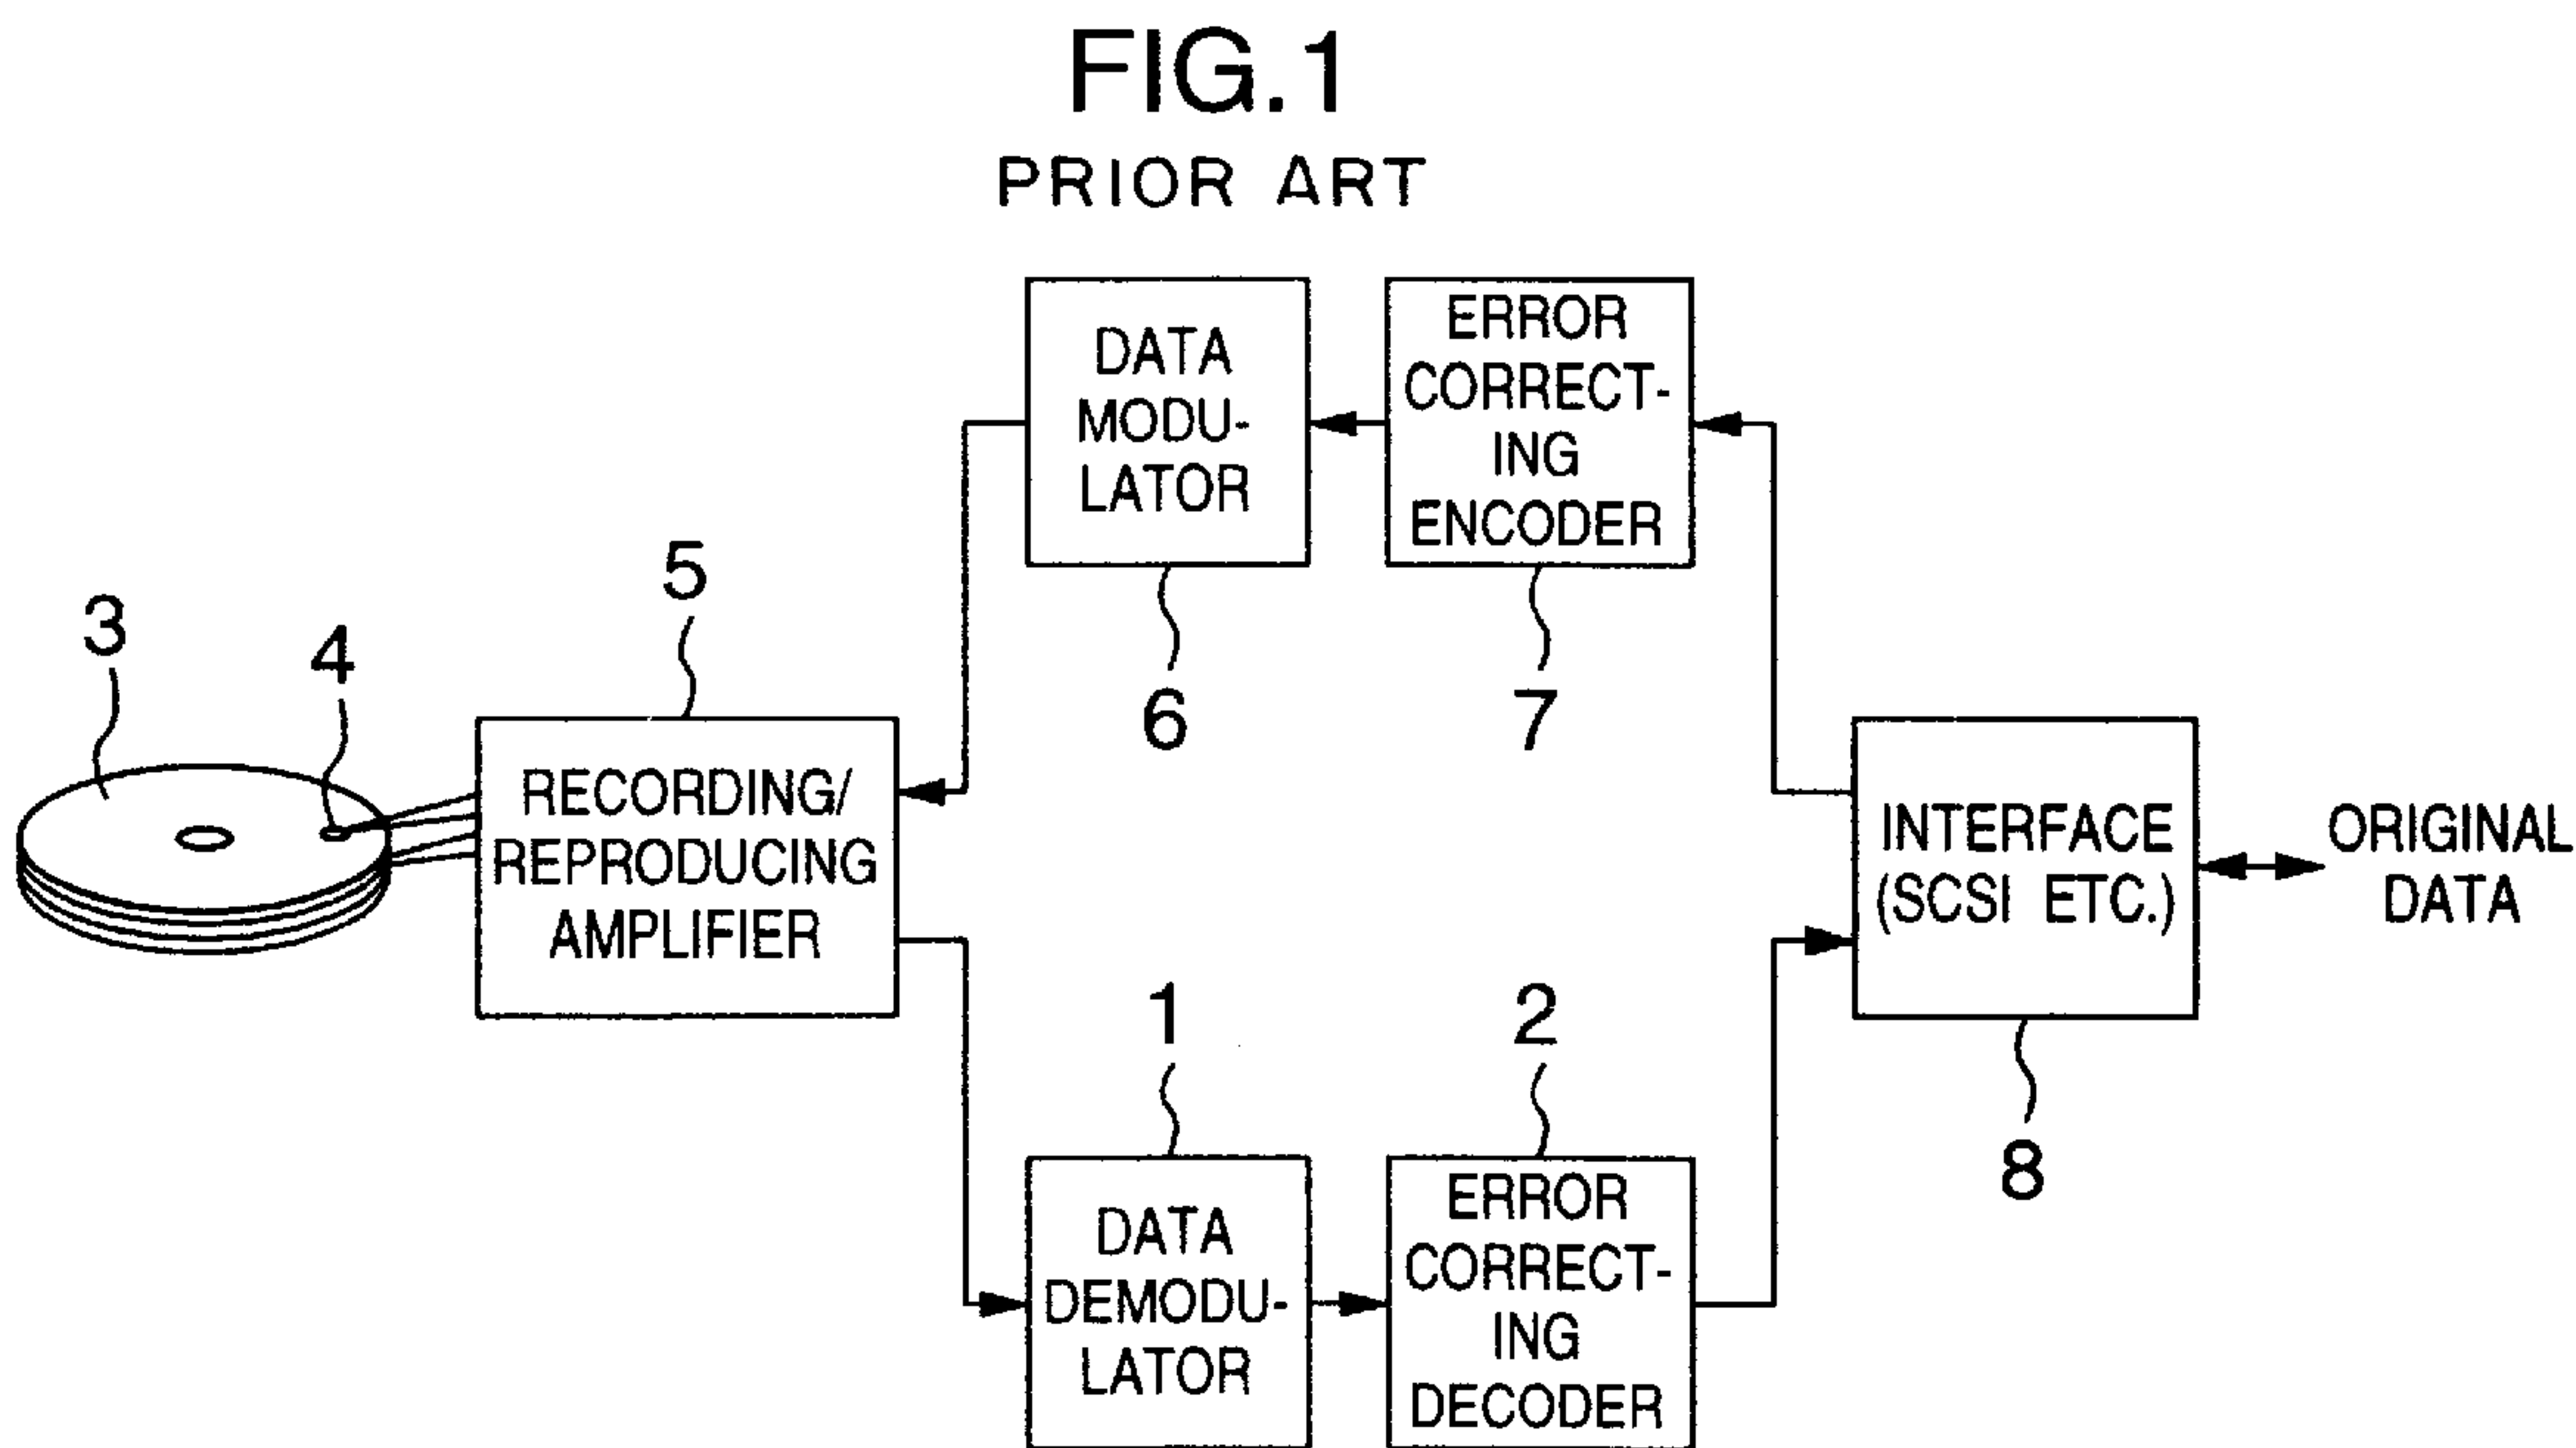 FIG.1
PRIOR ART
DATA
MODU-
LATOR
6
ERROR
CORRECT-
ING
ENCODER
7
3
4
5
RECORDING/
REPRODUCING
AMPLIFIER
INTERFACE
(SCSI ETC.)
8
ORIGINAL
DATA
1
DATA
DEMODU-
LATOR
2
ERROR
CORRECT-
ING
DECODER